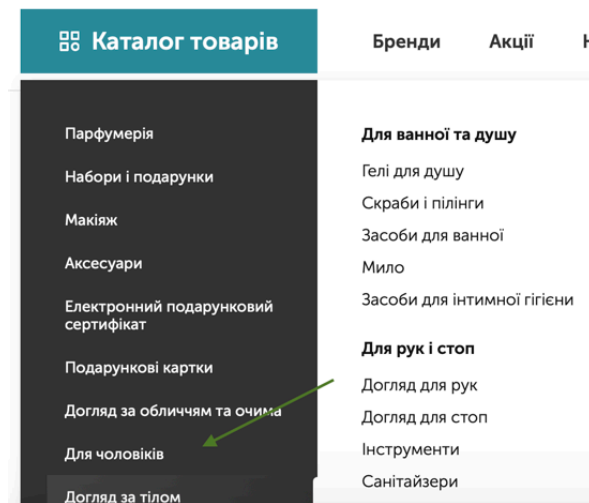 Каталог товарів
Бренди
Акції
Парфумерія
Набори і подарунки
Макіяж
Аксесуари
Електронний подарунковий
сертифікат
Подарункові картки
Догляд за обличчям та очима
Для чоловіків
Догляд за тілом
Для ванної та душу
Гелі для душу
Скраби і пілінги
Засоби для ванної
Мило
Засоби для інтимної гігієни
Для рук і стоп
Догляд для рук
Догляд для стоп
Інструменти
Санітайзери